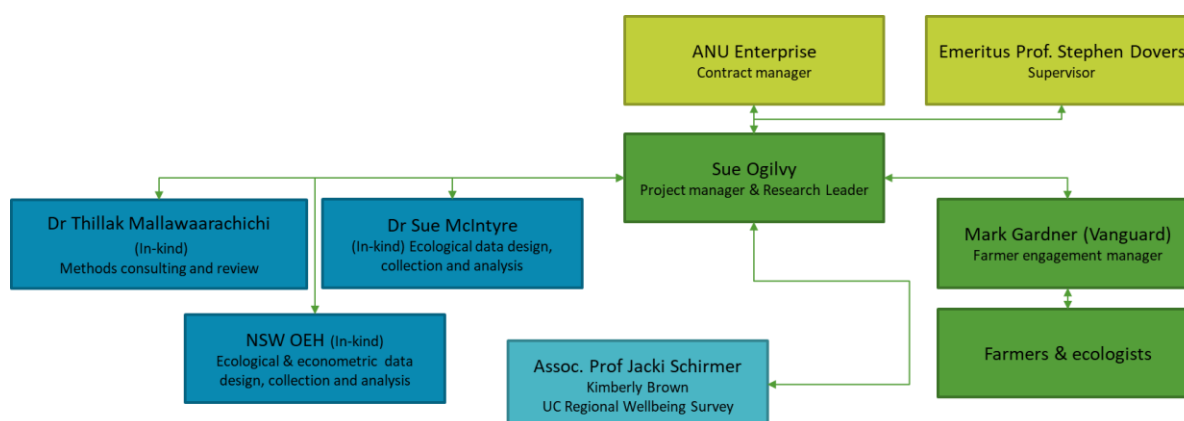 ANU Enterprise
Contract manager
Emeritus Prof. Stephen Dovers
Supervisor
Sue Ogilvy
Project manager & Research Leader
Dr Thillak Mallawaarachichi
(In-kind)
Methods consulting and review
Dr Sue McIntyre
(In-kind) Ecological data design,
collection and analysis
Mark Gardner (Vanguard)
Farmer engagement manager
NSW OEH (In-kind)
Ecological & econometric data
design, collection and analysis
Assoc. Prof Jacki Schirmer
Kimberly Brown
UC Regional Wellbeing Survey
Farmers & ecologists